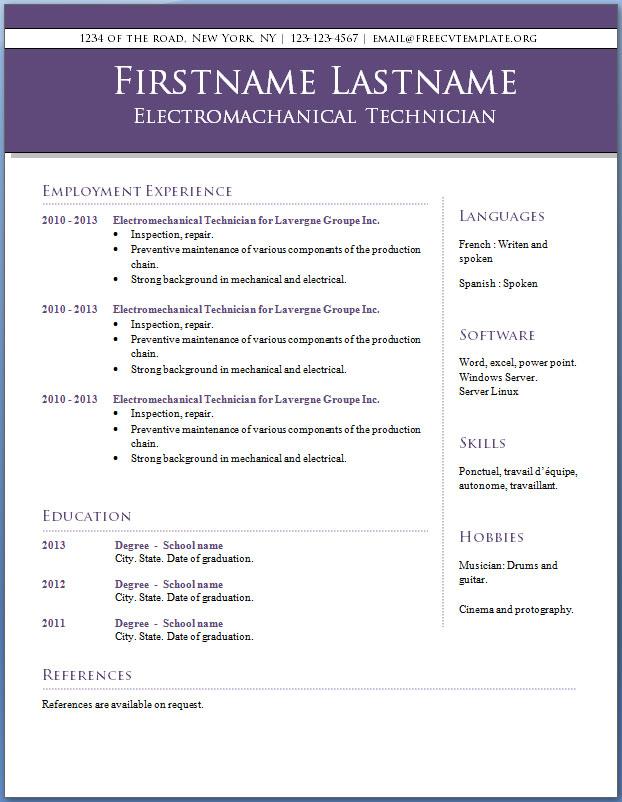 1234 of the road, New York, NY | 123-123-4567 | email@freecvtemplate.org
Firstname Lastname
Electromachanical Technician
Employment Experience
2010 - 2013 Electromechanical Technician for Lavergne Groupe Inc.
• Inspection, repair.
• Preventive maintenance of various components of the production
chain.
• Strong background in mechanical and electrical.
2010 - 2013 Electromechanical Technician for Lavergne Groupe Inc.
• Inspection, repair.
• Preventive maintenance of various components of the production
chain.
• Strong background in mechanical and electrical.
2010 - 2013 Electromechanical Technician for Lavergne Groupe Inc.
• Inspection, repair.
• Preventive maintenance of various components of the production
chain.
• Strong background in mechanical and electrical.
Education
2013 Degree - School name
City. State. Date of graduation.
2012 Degree - School name
City. State. Date of graduation.
2011 Degree - School name
City. State. Date of graduation.
Languages
French : Writen and
spoken
Spanish : Spoken
Software
Word, excel, power point.
Windows Server.
Server Linux
Skills
Ponctuel, travail d'équipe,
autonome, travaillant.
Hobbies
Musician: Drums and
guitar.
Cinema and protography.
References
References are available on request.